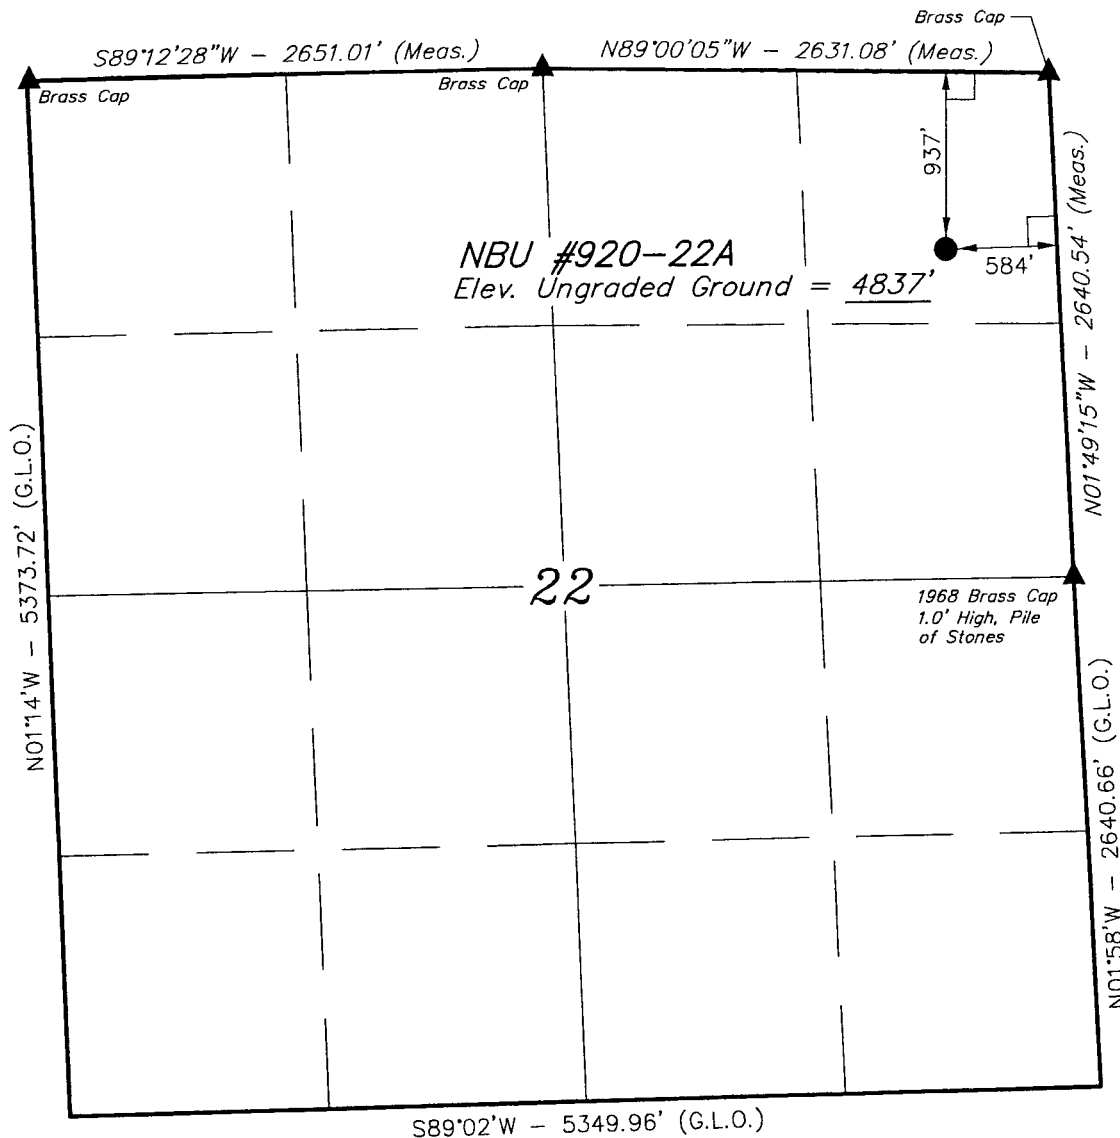 Brass Cap
S89°12'28"W - 2651.01' (Meas.)
N89°00'05"W - 2631.08' (Meas.)
Brass Cap
Brass Cap
937'
584'
N01°49'15"W - 2640.54' (Meas.)
NBU #920-22A
Elev. Ungraded Ground = 4837'
N01°14'W - 5373.72' (G.L.O.)
22
1968 Brass Cap
1.0' High, Pile
of Stones
N01°58'W - 2640.66' (G.L.O.)
S89°02'W - 5349.96' (G.L.O.)